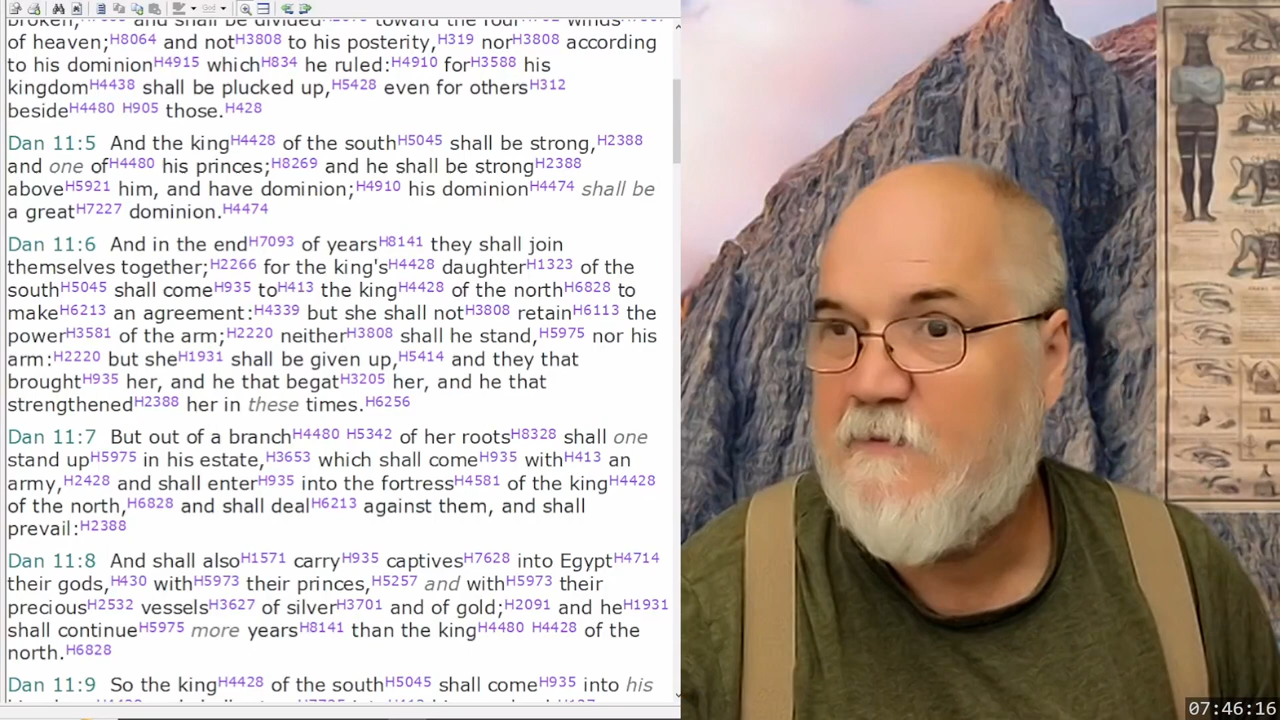 broken,H7665 and shall be divided toward the four winds
of heaven;H8064 and notH3808 to his posterity,H319 norH3808 according
to his dominionH4915 whichH834 he ruled:H4910 forH3588 his
kingdomH4438 shall be plucked up,H5428 even for othersH312
besideH4480 H905 those.H428
Dan 11:5 And the kingH4428 of the southH5045 shall be strong,H2388
and one ofH4480 his princes;H8269 and he shall be strongH2388
aboveH5921 him, and have dominion;H4910 his dominionH4474 shall be
a greatH7227 dominion.H4474
Dan 11:6 And in the endH7093 of yearsH8141 they shall join
themselves together;H2266 for the king'sH4428 daughterH1323 of the
southH5045 shall comeH935 toH413 the kingH4428 of the northH6828 to
makeH6213 an agreement:H4339 but she shall notH3808 retainH6113 the
powerH3581 of the arm;H2220 neitherH3808 shall he stand,H5975 nor his
arm:H2220 but sheH1931 shall be given up,H5414 and they that
broughtH935 her, and he that begatH3205 her, and he that
strengthenedH2388 her in these times.H6256
Dan 11:7 But out of a branchH4480 H5342 of her rootsH8328 shall one
stand upH5975 in his estate,H3653 which shall comeH935 withH413 an
army,H2428 and shall enterH935 into the fortressH4581 of the kingH4428
of the north,H6828 and shall dealH6213 against them, and shall
prevail:H2388
Dan 11:8 And shall alsoH1571 carryH935 captivesH7628 into EgyptH4714
their gods,H430 withH5973 their princes,H5257 and withH5973 their
preciousH2532 vesselsH3627 of silverH3701 and of gold;H2091 and heH1931
shall continueH5975 more yearsH8141 than the kingH4480 H4428 of the
north.H6828
Dan 11:9 So the kingH4428 of the southH5045 shall comeH935 into his
07:46:16